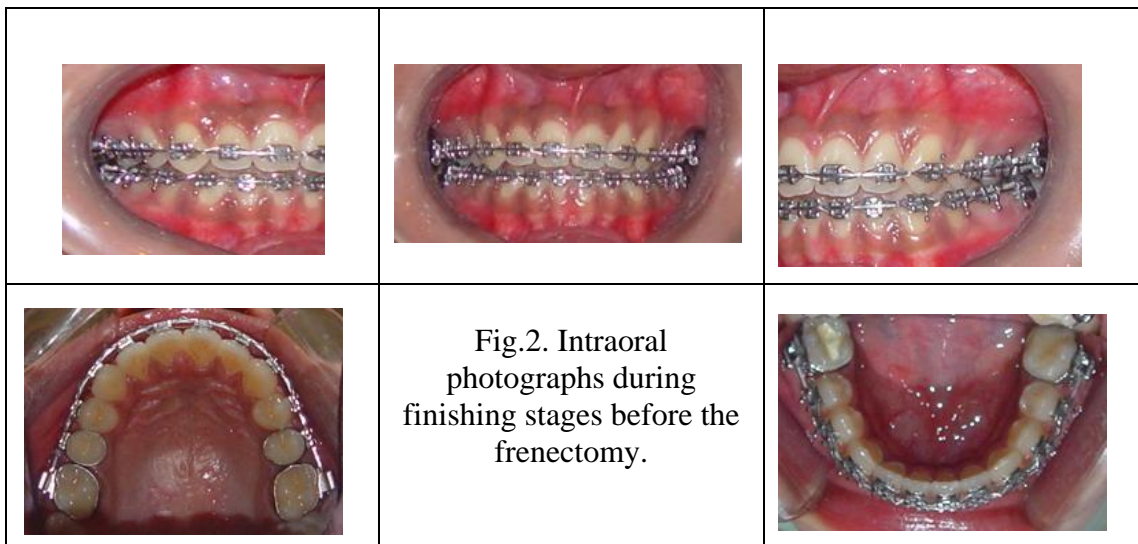 Fig.2. Intraoral
photographs during
finishing stages before the
frenectomy.